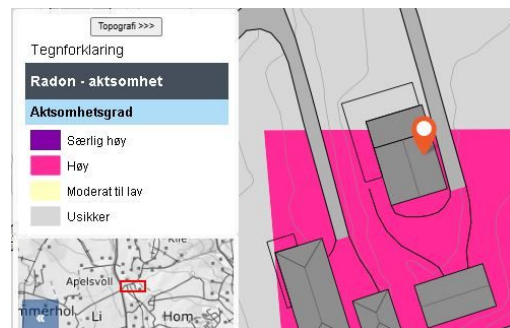 Topografi >>>
Tegnforklaring
Radon - aktsomhet
Aktsomhetsgrad
Særlig høy
Høy
Moderat til lav
Usikker
Apelsvoll
Li
Hom